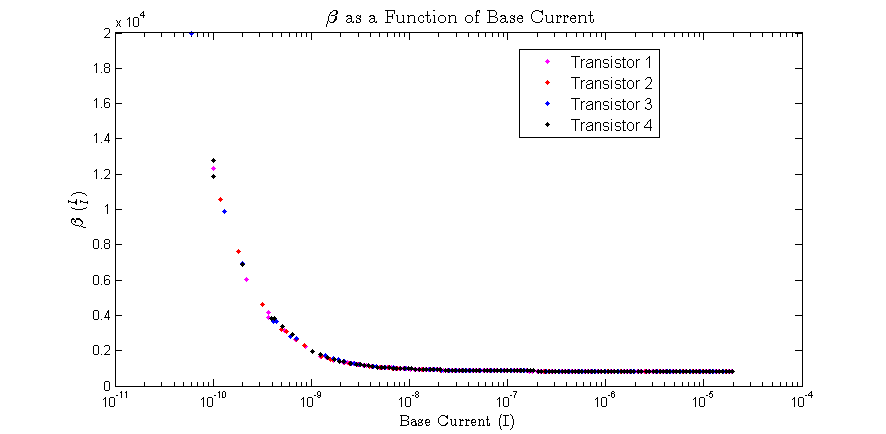 β as a Function of Base Current
x 10^4
2
1.8
1.6
1.4
1.2
1
0.8
0.6
0.4
0.2
0
β (I/I)
Transistor 1
Transistor 2
Transistor 3
Transistor 4
10^-11 10^-10 10^-9 10^-8 10^-7 10^-6 10^-5 10^-4
Base Current (I)